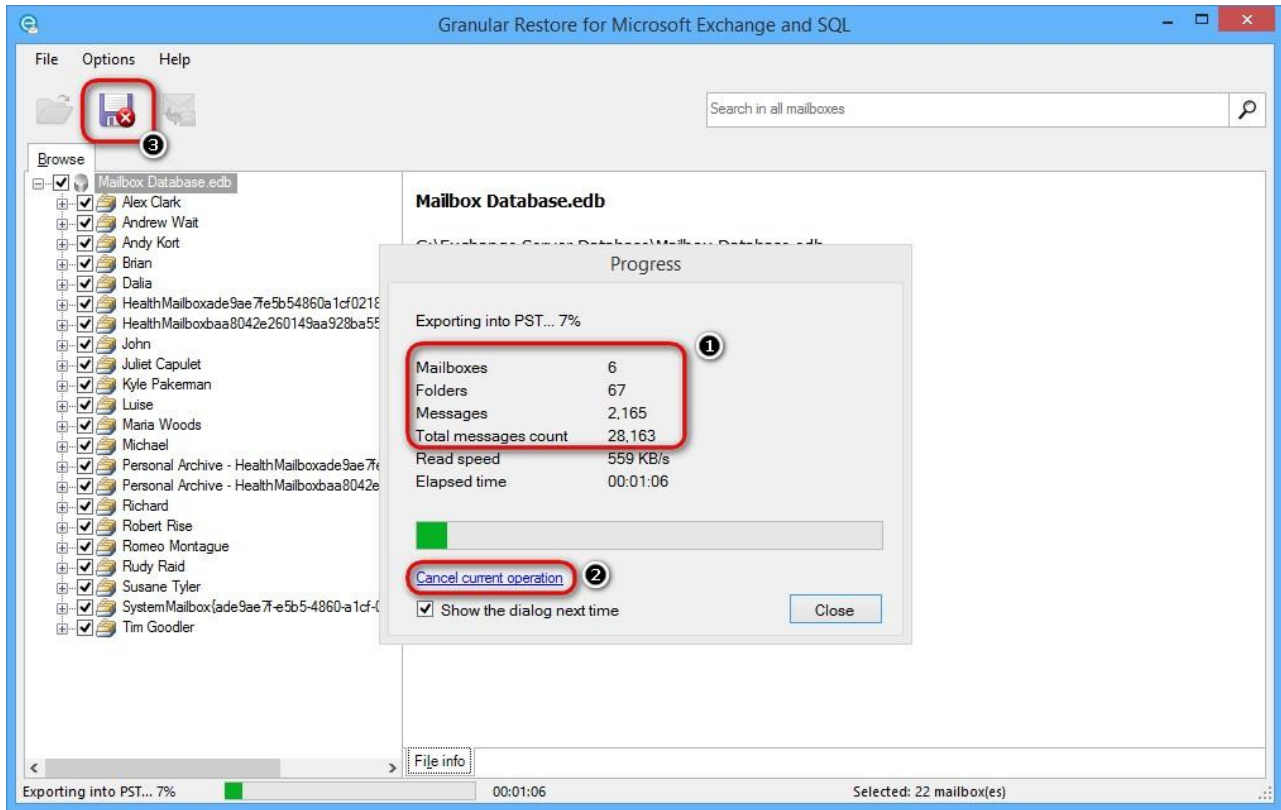 Granular Restore for Microsoft Exchange and SQL
File Options Help
Search in all mailboxes
3
Browse
Mailbox Database.edb
Alex Clark
Andrew Wait
Andy Kort
Brian
Dalia
HealthMailboxade9ae7fe5b54860a1cf0218
HealthMailboxbaa8042e260149aa928ba55
John
Juliet Capulet
Kyle Pakerman
Luise
Maria Woods
Michael
Personal Archive - HealthMailboxade9ae7fe
Personal Archive - HealthMailboxbaa8042e
Richard
Robert Rise
Romeo Montague
Rudy Raid
Susane Tyler
SystemMailbox{ade9ae7f-e5b5-4860-a1cf-0
Tim Goodler
Mailbox Database.edb
Progress
Exporting into PST... 7%
1
Mailboxes 6
Folders 67
Messages 2,165
Total messages count 28,163
Read speed 559 KB/s
Elapsed time 00:01:06
Cancel current operation 2
Show the dialog next time
Close
File info
Exporting into PST... 7% 00:01:06 Selected: 22 mailbox(es)